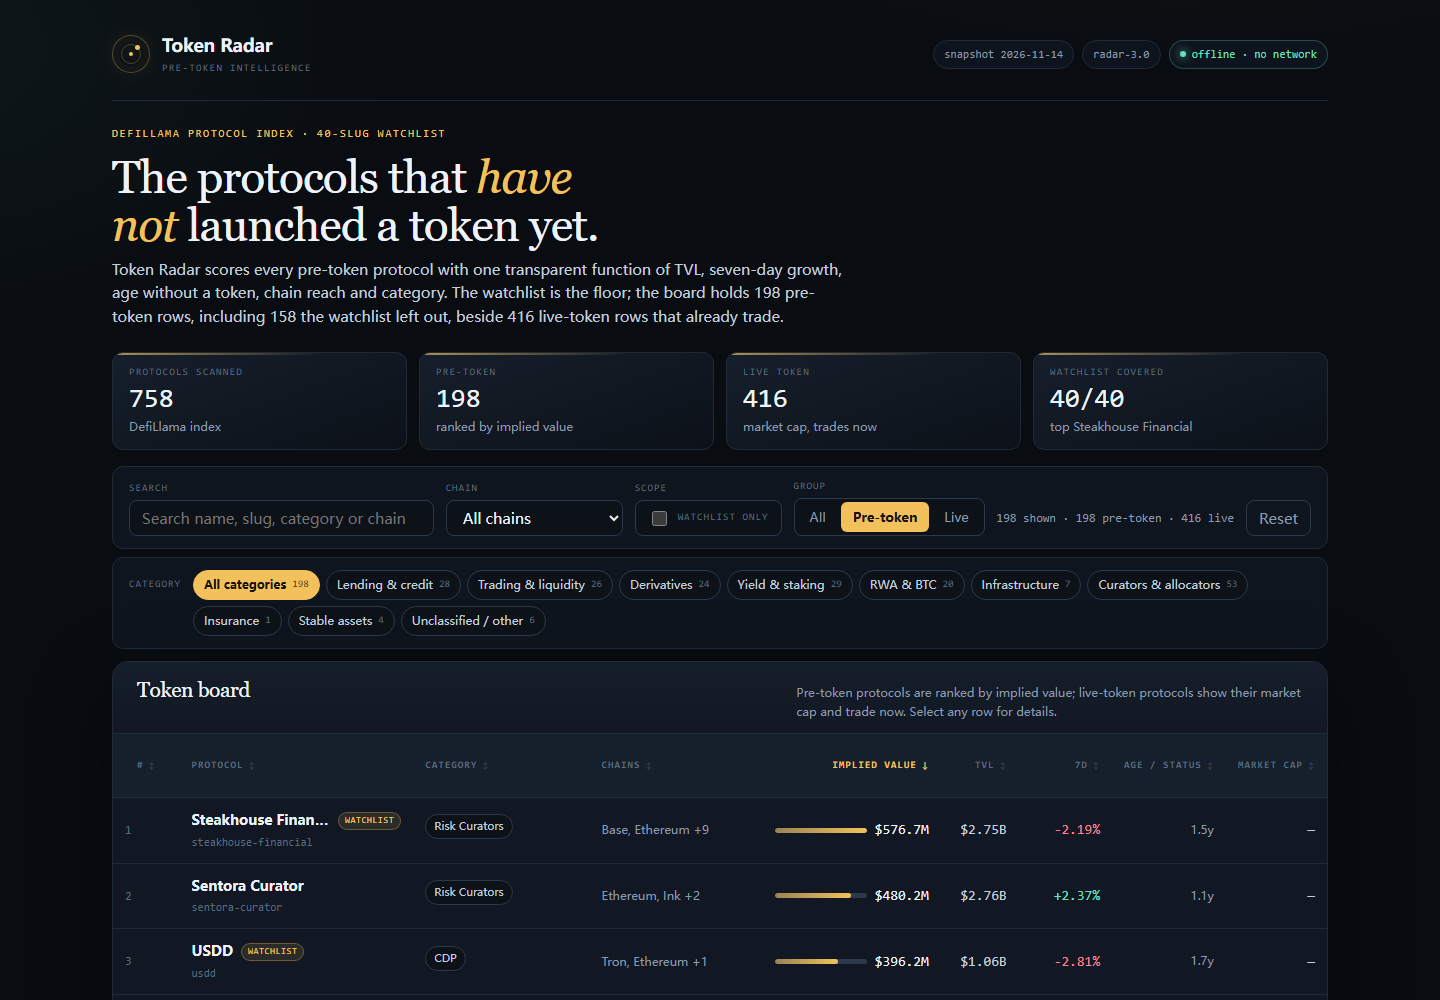 Token Radar
PRE-TOKEN INTELLIGENCE
snapshot 2026-11-14
radar-3.0
offline · no network
DEFILLAMA PROTOCOL INDEX · 40-SLUG WATCHLIST
The protocols that have
not launched a token yet.
Token Radar scores every pre-token protocol with one transparent function of TVL, seven-day growth,
age without a token, chain reach and category. The watchlist is the floor; the board holds 198 pre-
token rows, including 158 the watchlist left out, beside 416 live-token rows that already trade.
PROTOCOLS SCANNED
758
DefiLlama index
PRE-TOKEN
198
ranked by implied value
LIVE TOKEN
416
market cap, trades now
WATCHLIST COVERED
40/40
top Steakhouse Financial
SEARCH
Search name, slug, category or chain
CHAIN
All chains
SCOPE
WATCHLIST ONLY
GROUP
All Pre-token Live
198 shown · 198 pre-token · 416 live
Reset
CATEGORY
All categories 198
Lending & credit 28
Trading & liquidity 26
Derivatives 24
Yield & staking 29
RWA & BTC 20
Infrastructure 7
Curators & allocators 53
Insurance 1
Stable assets 4
Unclassified / other 6
Token board
Pre-token protocols are ranked by implied value; live-token protocols show their market
cap and trade now. Select any row for details.
# ↕ PROTOCOL ↕ CATEGORY ↕ CHAINS ↕ IMPLIED VALUE ↓ TVL ↕ 7D ↕ AGE / STATUS ↕ MARKET CAP ↕
1 Steakhouse Finan... WATCHLIST Risk Curators Base, Ethereum +9 $576.7M $2.75B -2.19% 1.5y —
steakhouse-financial
2 Sentora Curator Risk Curators Ethereum, Ink +2 $480.2M $2.76B +2.37% 1.1y —
sentora-curator
3 USDD WATCHLIST CDP Tron, Ethereum +1 $396.2M $1.06B -2.81% 1.7y —
usdd